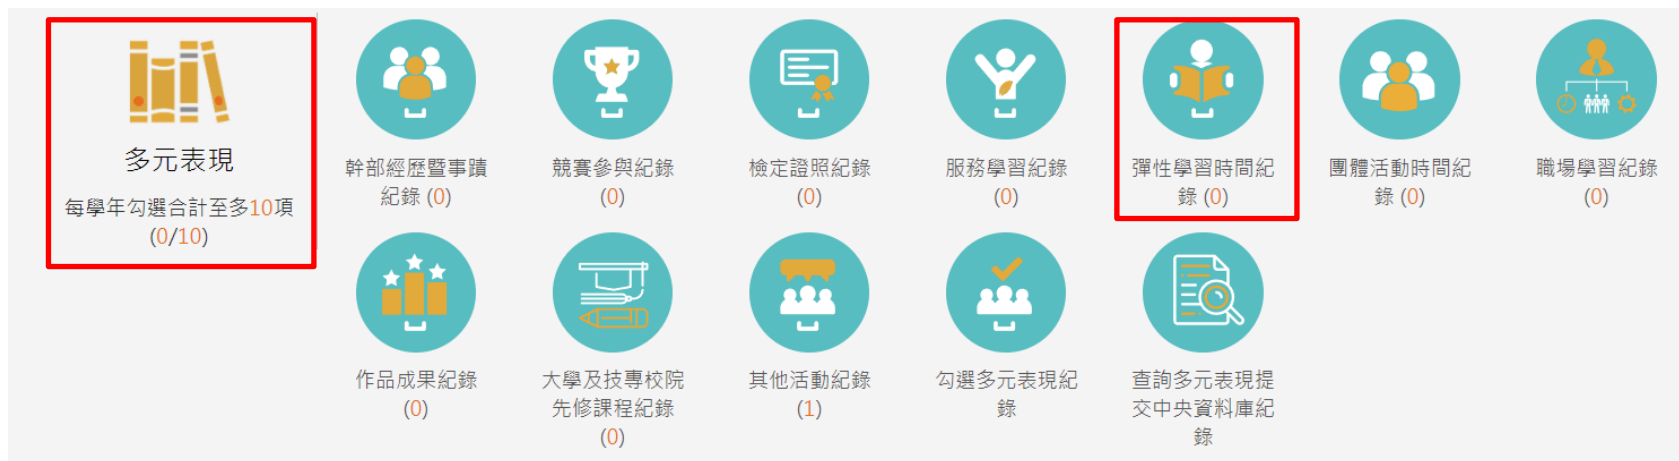 多元表現
每學年勾選合計至多10項
(0/10)
幹部經歷暨事蹟
紀錄 (0)
競賽參與紀錄
(0)
檢定證照紀錄
(0)
服務學習紀錄
(0)
彈性學習時間紀
錄 (0)
團體活動時間紀
錄 (0)
職場學習紀錄
(0)
作品成果紀錄
(0)
大學及技專校院
先修課程紀錄
(0)
其他活動紀錄
(1)
勾選多元表現紀
錄
查詢多元表現提
交中央資料庫紀
錄